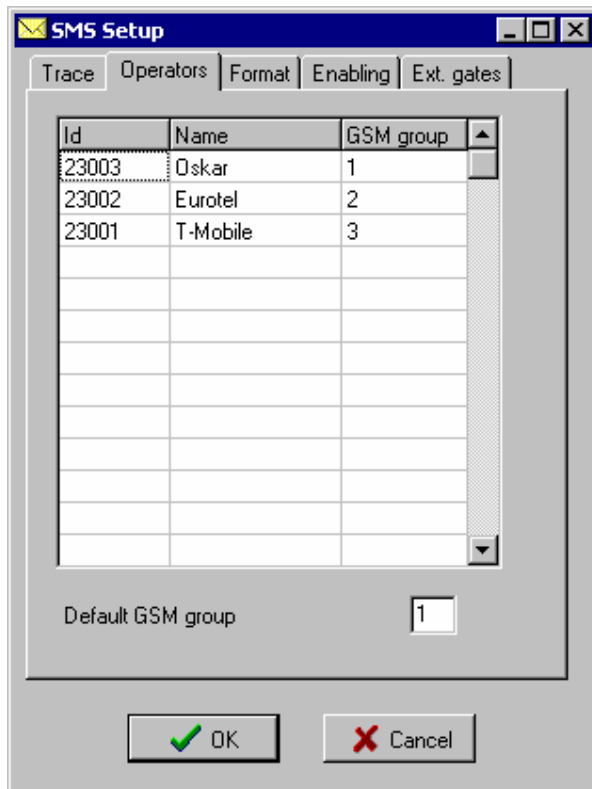 SMS Setup
Trace Operators Format Enabling Ext. gates
Id Name GSM group
23003 Oskar 1
23002 Eurotel 2
23001 T-Mobile 3
Default GSM group 1
OK Cancel